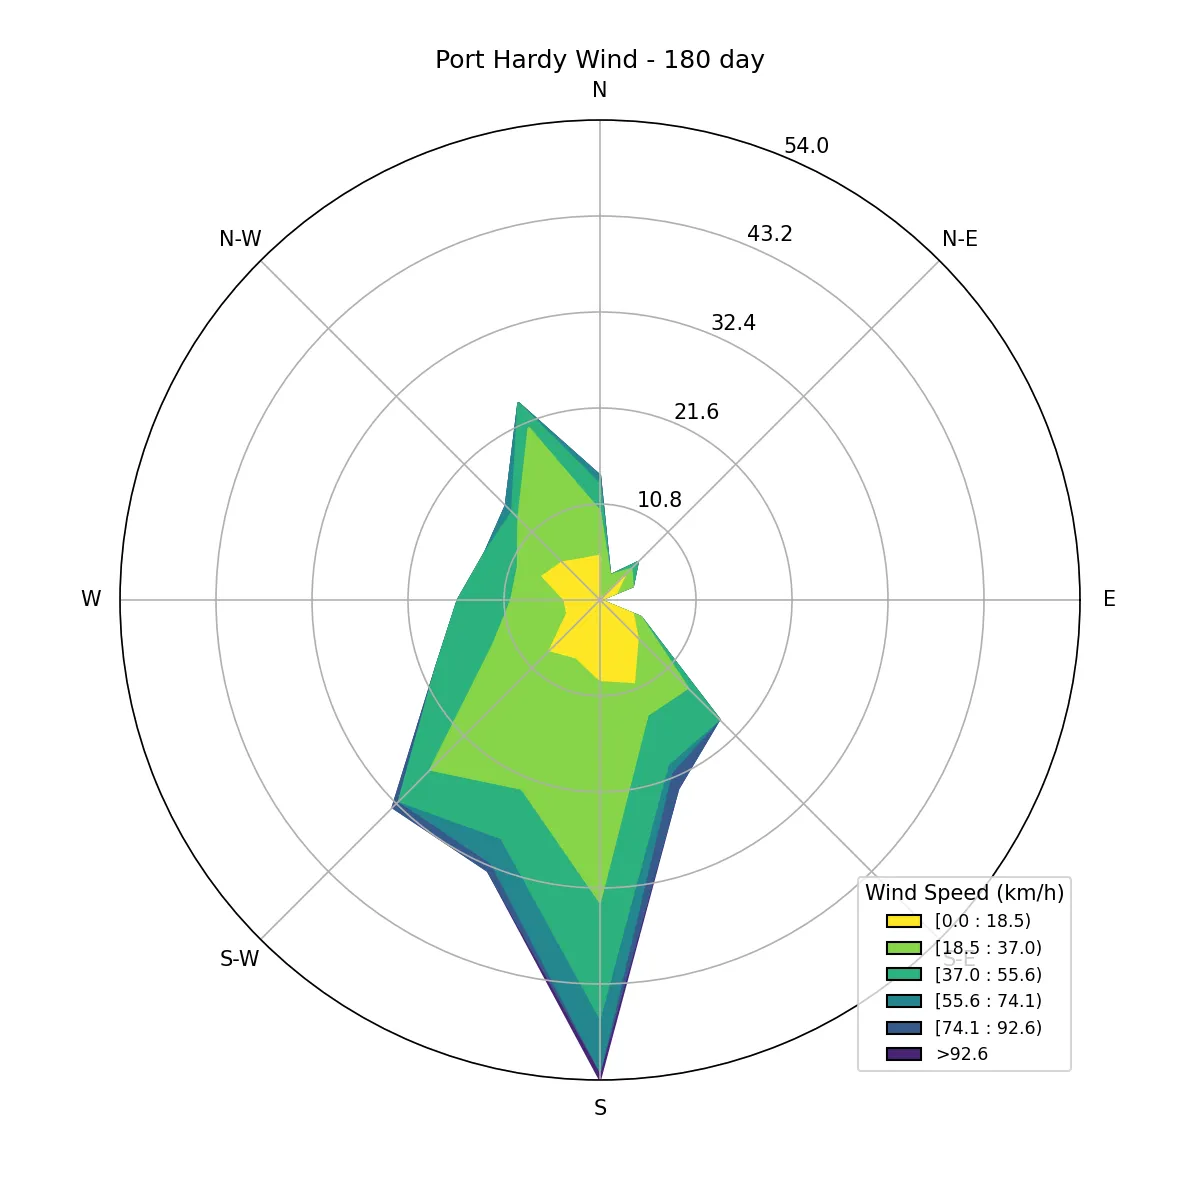 Port Hardy Wind - 180 day
N
54.0
N-W
43.2
N-E
32.4
21.6
10.8
W
E
Wind Speed (km/h)
[0.0 : 18.5)
[18.5 : 37.0)
S-W
S-E
[37.0 : 55.6)
[55.6 : 74.1)
[74.1 : 92.6)
>92.6
S